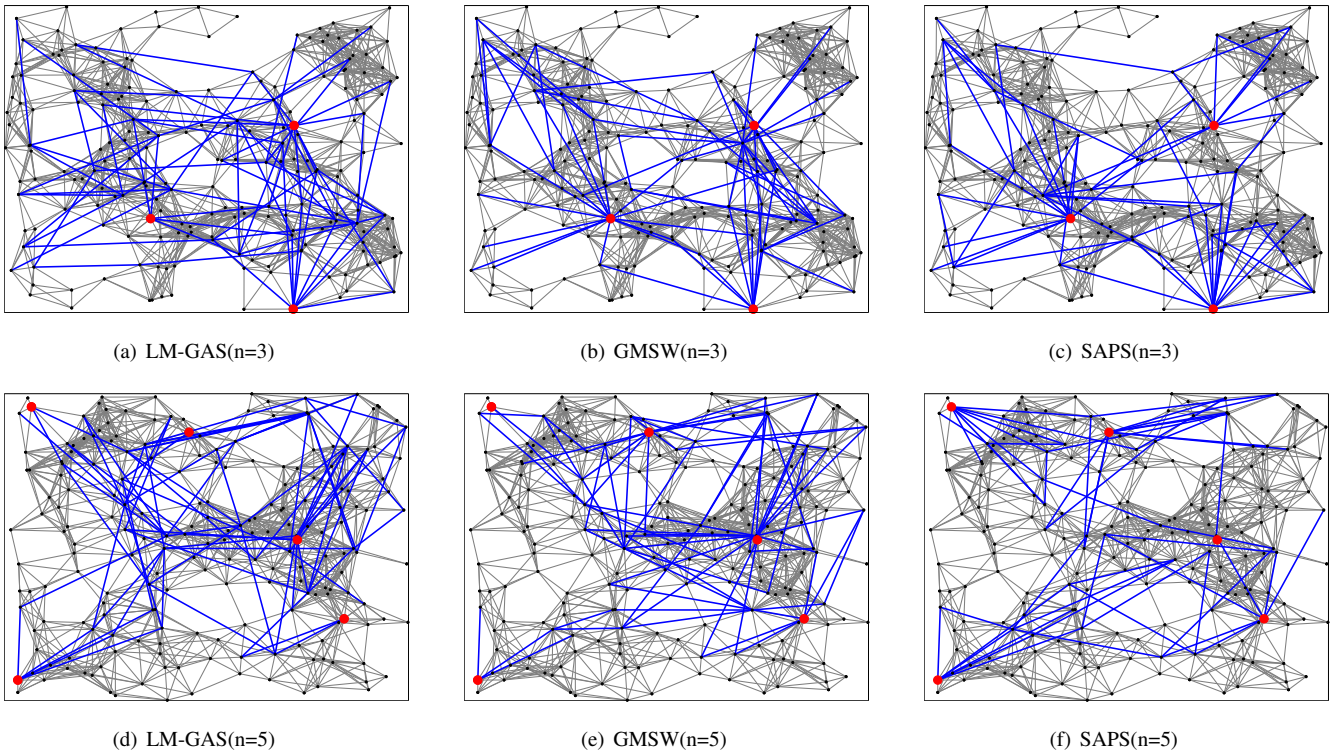 (a) LM-GAS(n=3)
(b) GMSW(n=3)
(c) SAPS(n=3)
(d) LM-GAS(n=5)
(e) GMSW(n=5)
(f) SAPS(n=5)